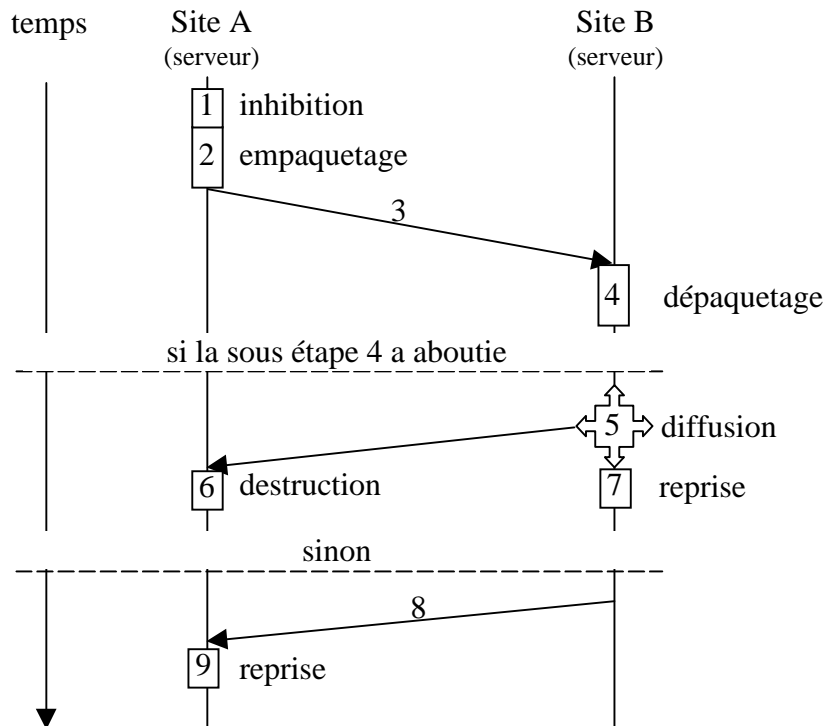 temps Site A Site B
(serveur) (serveur)
1 inhibition
2 empaquetage
3
4 dépaquetage
si la sous étape 4 a aboutie
5 diffusion
6 destruction 7 reprise
sinon
8
9 reprise